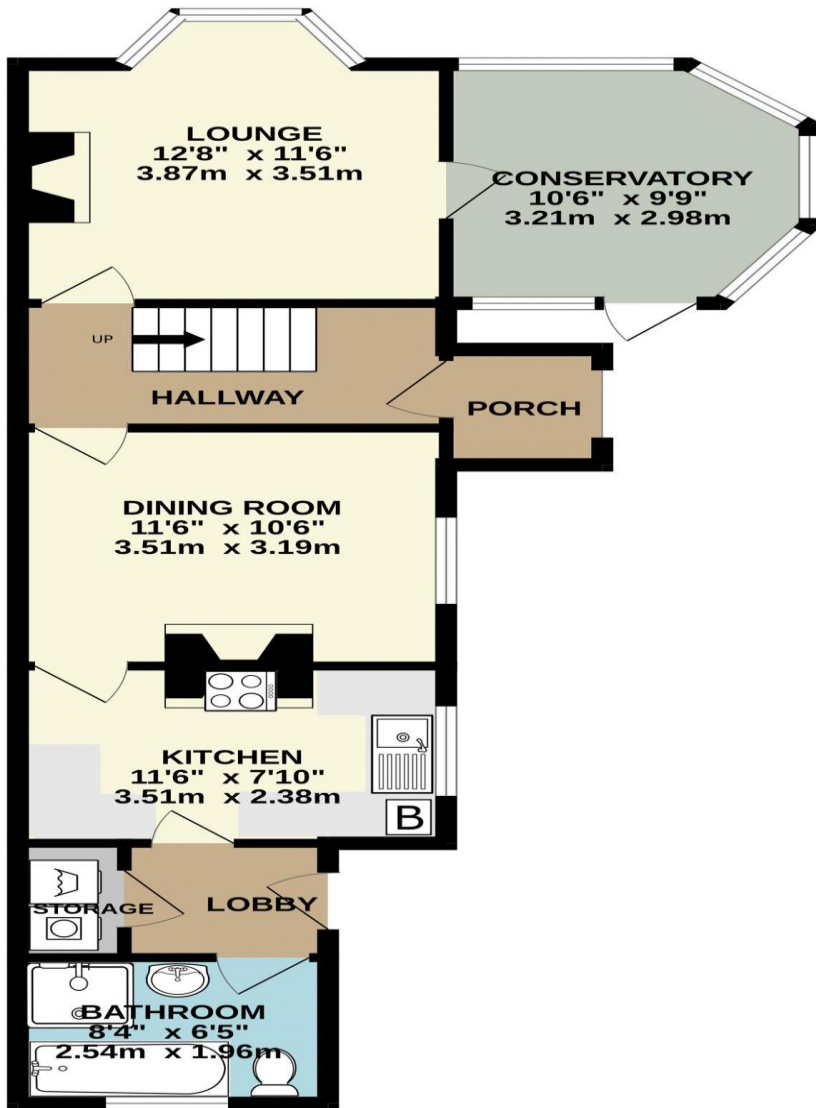 LOUNGE
12'8" x 11'6"
3.87m x 3.51m
CONSERVATORY
10'6" x 9'9"
3.21m x 2.98m
UP
HALLWAY
PORCH
DINING ROOM
11'6" x 10'6"
3.51m x 3.19m
KITCHEN
11'6" x 7'10"
3.51m x 2.38m
B
STORAGE
LOBBY
BATHROOM
8'4" x 6'5"
2.54m x 1.96m